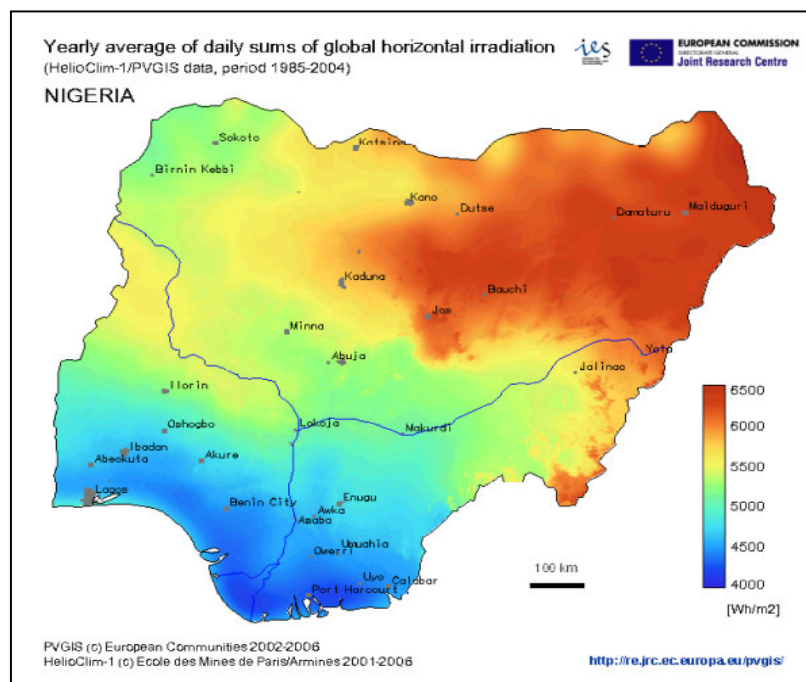 Yearly average of daily sums of global horizontal irradiation
(HelioClim-1/PVGIS data, period 1985-2004)
ies
EUROPEAN COMMISSION
DIRECTORATE GENERAL
Joint Research Centre
NIGERIA
Sokoto
Katsina
Birnin Kebbi
Kano
Dutse
Damaturu
Maiduguri
Kaduna
Bauchi
Jos
Minna
Abuja
Yola
Jalingo
Ilorin
Oshogbo
Lokoja
Makurdi
Ibadan
Abeokuta
Akure
Lagos
Benin City
Enugu
Awka
Asaba
Umuahia
Owerri
Uyo
Calabar
Port Harcourt
6500
6000
5500
5000
4500
4000
[Wh/m2]
100 km
PVGIS (c) European Communities 2002-2006
HelioClim-1 (c) Ecole des Mines de Paris/Armines 2001-2006
http://re.jrc.ec.europa.eu/pvgis/